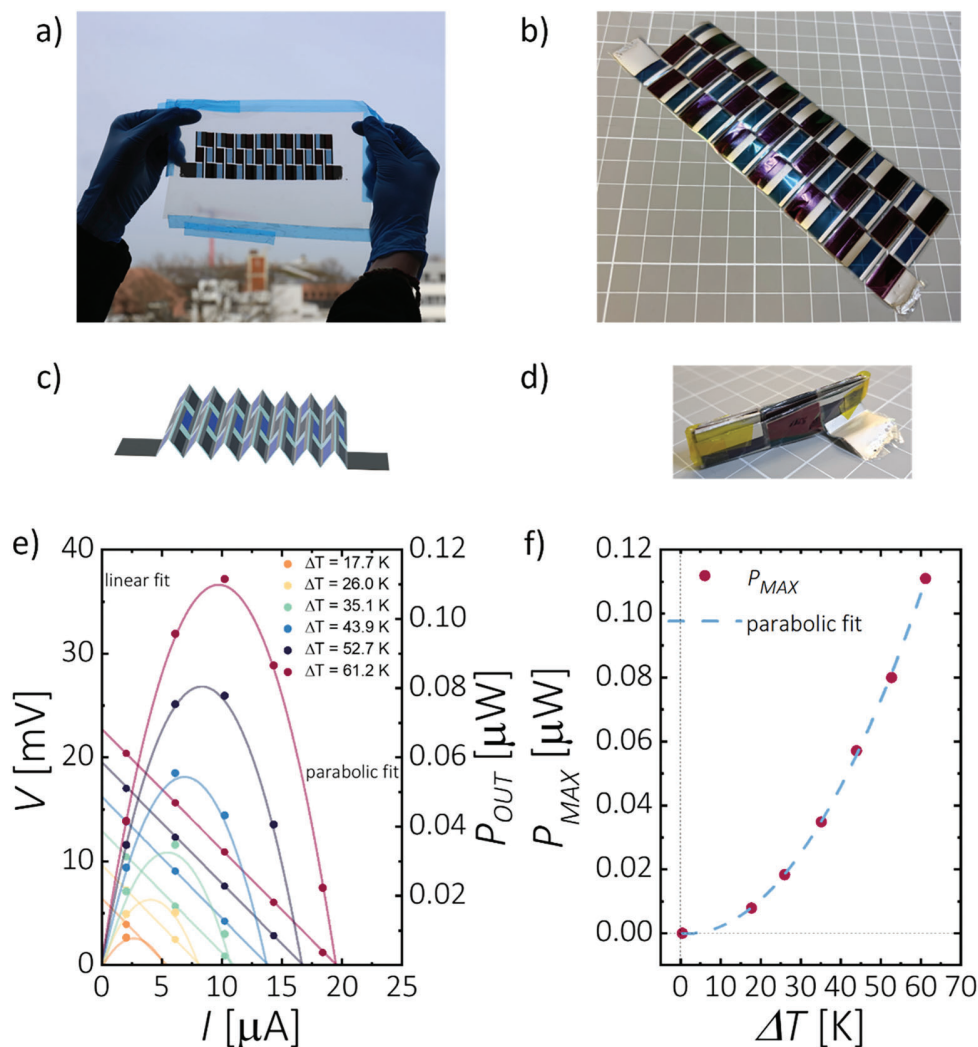 a)
b)
c)
d)
e)
40
30
20
10
0
V [mV]
0.12
0.10
0.08
0.06
0.04
0.02
P_OUT [μW]
linear fit
parabolic fit
ΔT = 17.7 K
ΔT = 26.0 K
ΔT = 35.1 K
ΔT = 43.9 K
ΔT = 52.7 K
ΔT = 61.2 K
0 5 10 15 20 25
I [μA]
f)
0.12
0.10
0.08
0.06
0.04
0.02
0.00
P_MAX [μW]
P_MAX
parabolic fit
0 10 20 30 40 50 60 70
ΔT [K]